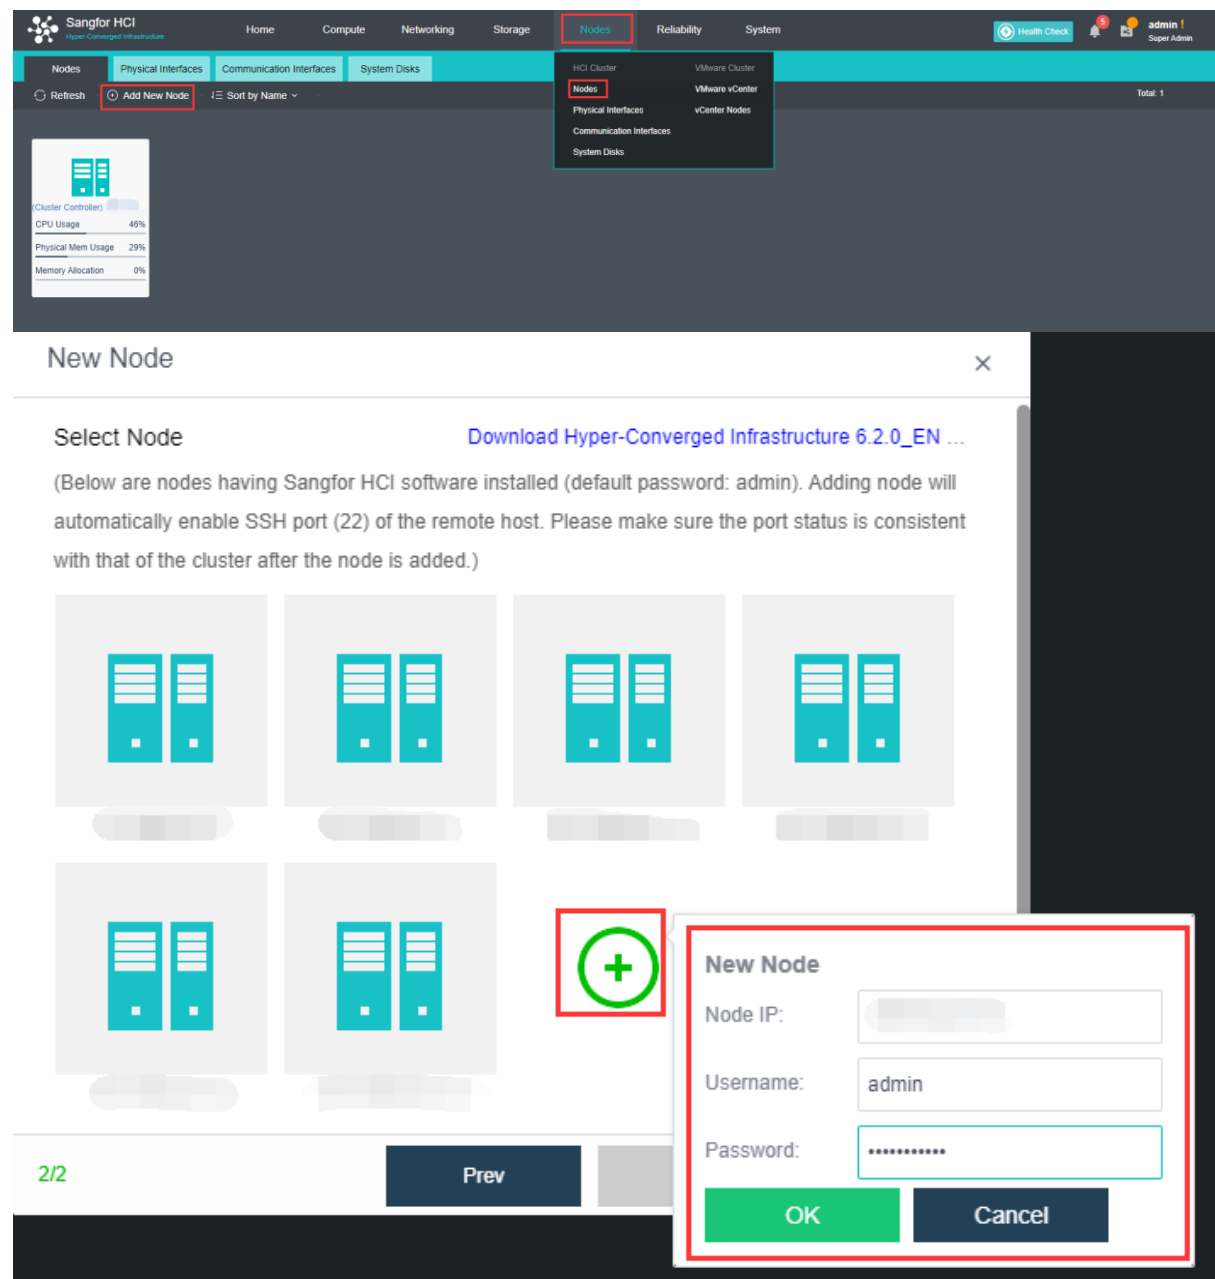 Sangfor HCI
Hyper-Converged Infrastructure
Home Compute Networking Storage Nodes Reliability System
Health Check
5
admin !
Super Admin
Nodes Physical Interfaces Communication Interfaces System Disks
Refresh Add New Node Sort by Name
Total: 1
HCI Cluster VMware Cluster
Nodes VMware vCenter
Physical Interfaces vCenter Nodes
Communication Interfaces
System Disks
(Cluster Controller)
CPU Usage 46%
Physical Mem Usage 29%
Memory Allocation 0%
New Node
Select Node Download Hyper-Converged Infrastructure 6.2.0_EN ...
(Below are nodes having Sangfor HCI software installed (default password: admin). Adding node will
automatically enable SSH port (22) of the remote host. Please make sure the port status is consistent
with that of the cluster after the node is added.)
New Node
Node IP:
Username: admin
Password: •••••••••••
OK Cancel
2/2 Prev